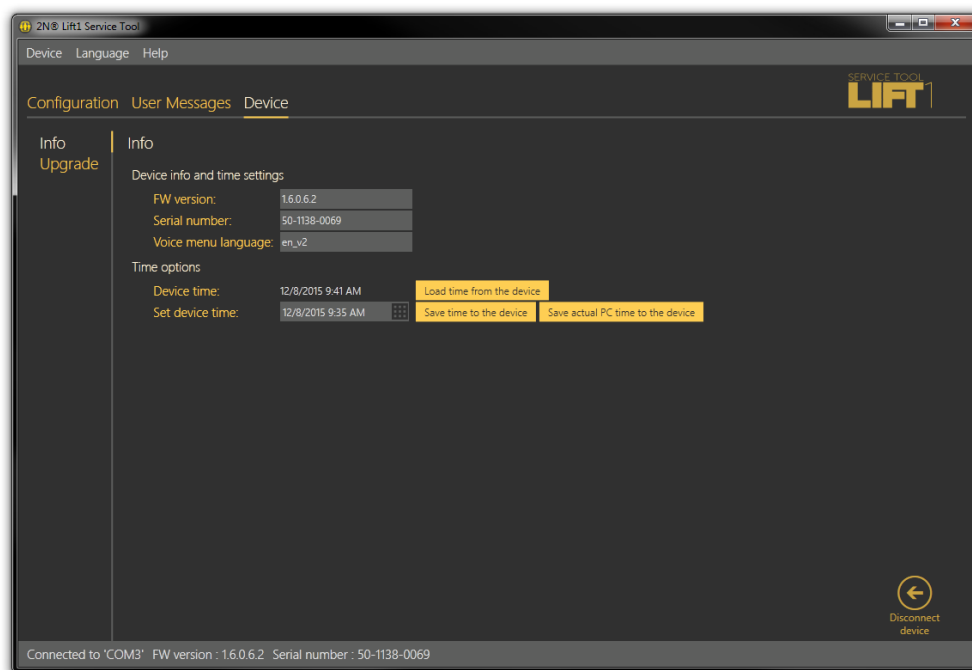 2N® Lift1 Service Tool
Device Language Help
SERVICE TOOL
LIFT1
Configuration User Messages Device
Info
Upgrade
Info
Device info and time settings
FW version: 1.6.0.6.2
Serial number: 50-1138-0069
Voice menu language: en_v2
Time options
Device time: 12/8/2015 9:41 AM Load time from the device
Set device time: 12/8/2015 9:35 AM Save time to the device Save actual PC time to the device
Disconnect
device
Connected to 'COM3' FW version : 1.6.0.6.2 Serial number : 50-1138-0069